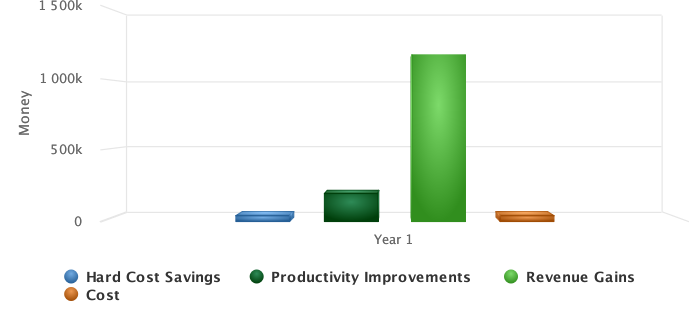 1 500k
1 000k
500k
0
Money
Year 1
Hard Cost Savings Productivity Improvements Revenue Gains
Cost